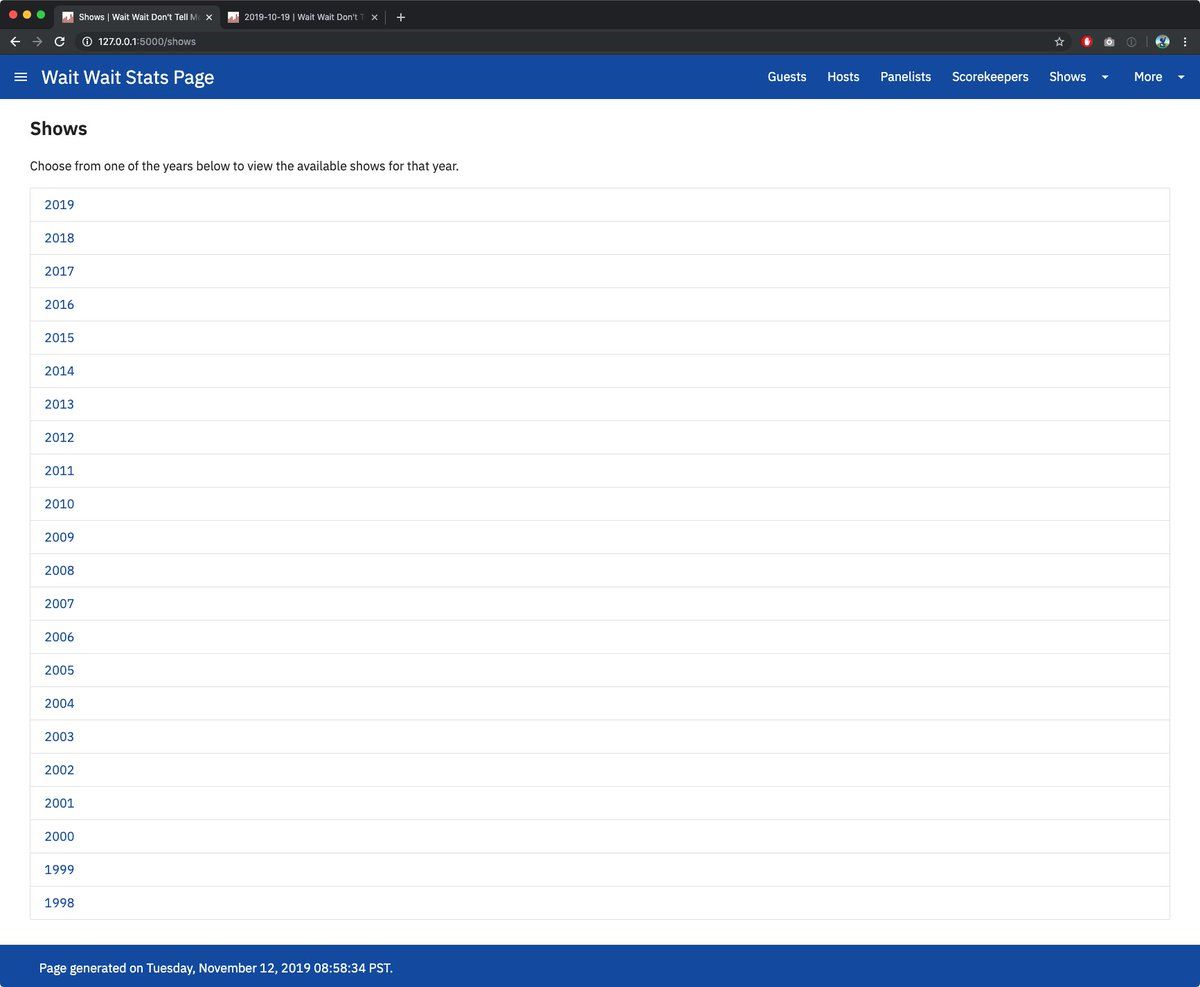 Shows | Wait Wait Don't Tell M
2019-10-19 | Wait Wait Don't T
127.0.0.1:5000/shows
Wait Wait Stats Page
Guests Hosts Panelists Scorekeepers Shows More
Shows
Choose from one of the years below to view the available shows for that year.
2019
2018
2017
2016
2015
2014
2013
2012
2011
2010
2009
2008
2007
2006
2005
2004
2003
2002
2001
2000
1999
1998
Page generated on Tuesday, November 12, 2019 08:58:34 PST.